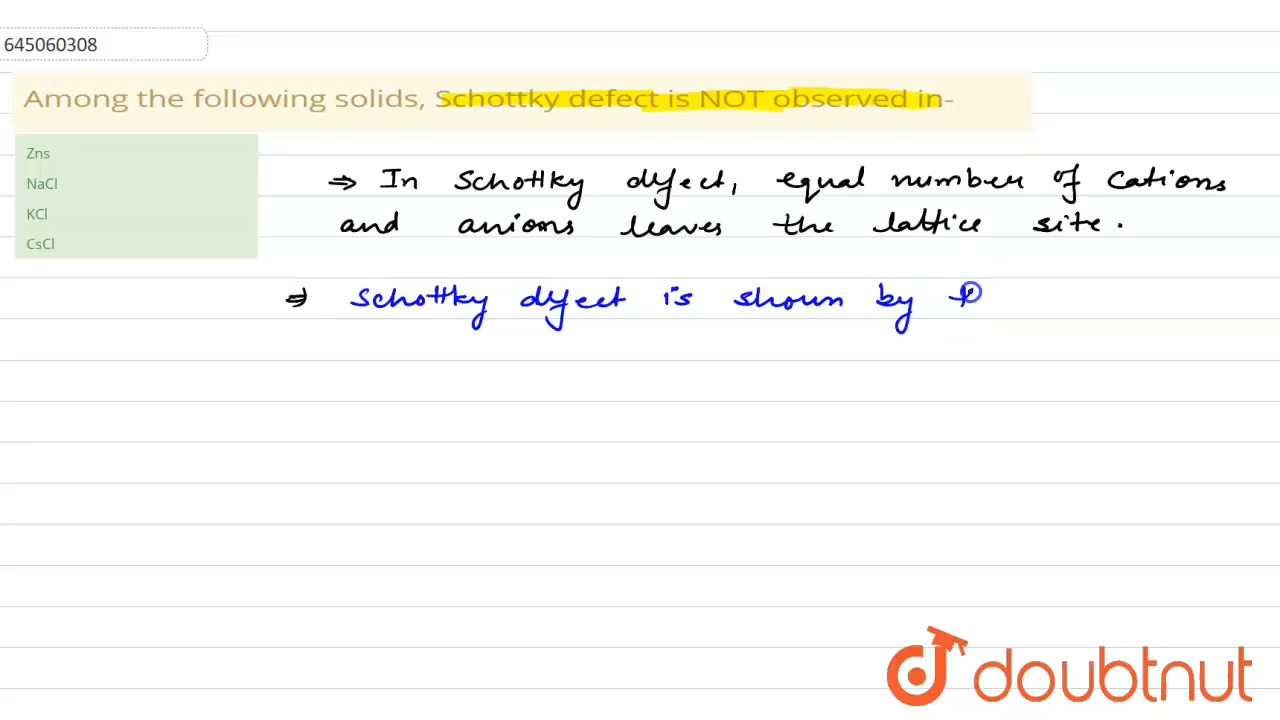 645060308
Among the following solids, Schottky defect is NOT observed in-
Zns
NaCl
KCl
CsCl
⇒ In Schottky defect, equal number of cations
and anions leaves the lattice site.
⇒ Schottky defect is shown by
doubtnut